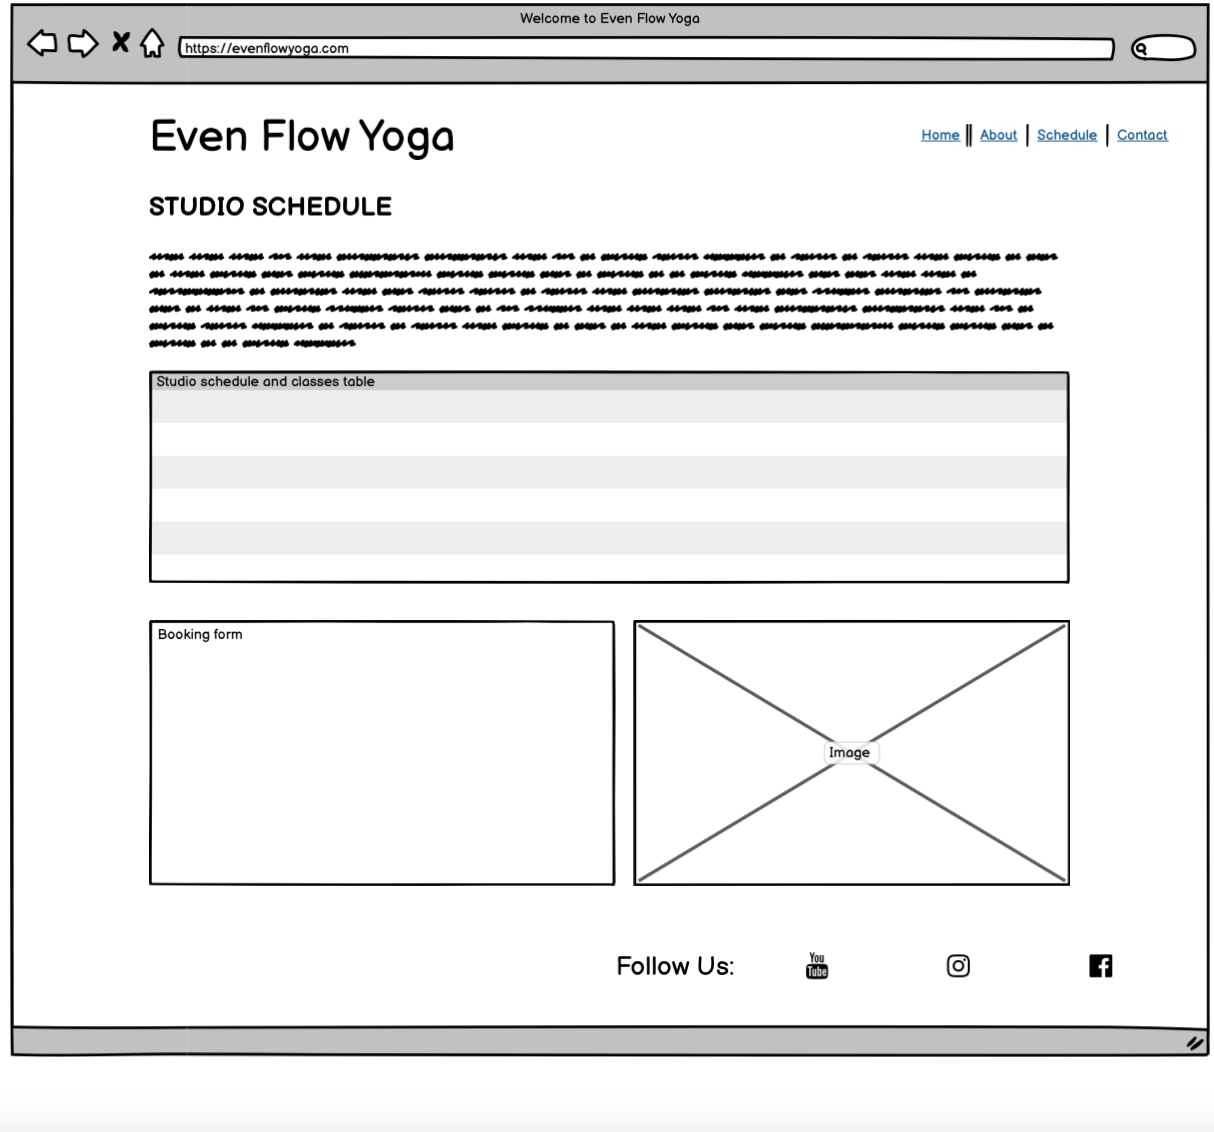 Welcome to Even Flow Yoga
https://evenflowyoga.com
Even Flow Yoga
Home || About | Schedule | Contact
STUDIO SCHEDULE
Studio schedule and classes table
Booking form
Image
Follow Us:
You
Tube